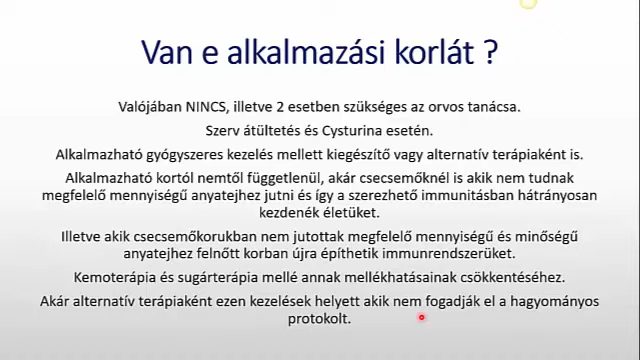 Van e alkalmazási korlát ?
Valójában NINCS, illetve 2 esetben szükséges az orvos tanácsa.
Szerv átültetés és Cysturina esetén.
Alkalmazható gyógyszeres kezelés mellett kiegészítő vagy alternatív terápiaként is.
Alkalmazható kortól nemtől függetlenül, akár csecsemőknél is akik nem tudnak
megfelelő mennyiségű anyatejhez jutni és így a szerezhető immunitásban hátrányosan
kezdenék életüket.
Illetve akik csecsemőkorukban nem jutottak megfelelő mennyiségű és minőségű
anyatejhez felnőtt korban újra építhetik immunrendszerüket.
Kemoterápia és sugárterápia mellé annak mellékhatásainak csökkentéséhez.
Akár alternatív terápiaként ezen kezelések helyett akik nem fogadják el a hagyományos
protokolt.